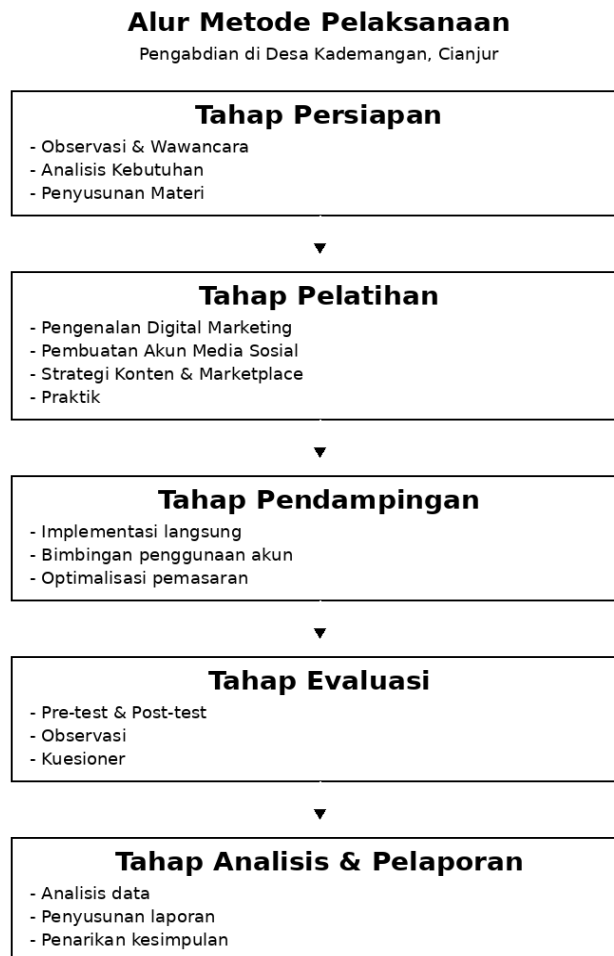 Alur Metode Pelaksanaan
Pengabdian di Desa Kademangan, Cianjur
Tahap Persiapan
- Observasi & Wawancara
- Analisis Kebutuhan
- Penyusunan Materi
Tahap Pelatihan
- Pengenalan Digital Marketing
- Pembuatan Akun Media Sosial
- Strategi Konten & Marketplace
- Praktik
Tahap Pendampingan
- Implementasi langsung
- Bimbingan penggunaan akun
- Optimalisasi pemasaran
Tahap Evaluasi
- Pre-test & Post-test
- Observasi
- Kuesioner
Tahap Analisis & Pelaporan
- Analisis data
- Penyusunan laporan
- Penarikan kesimpulan